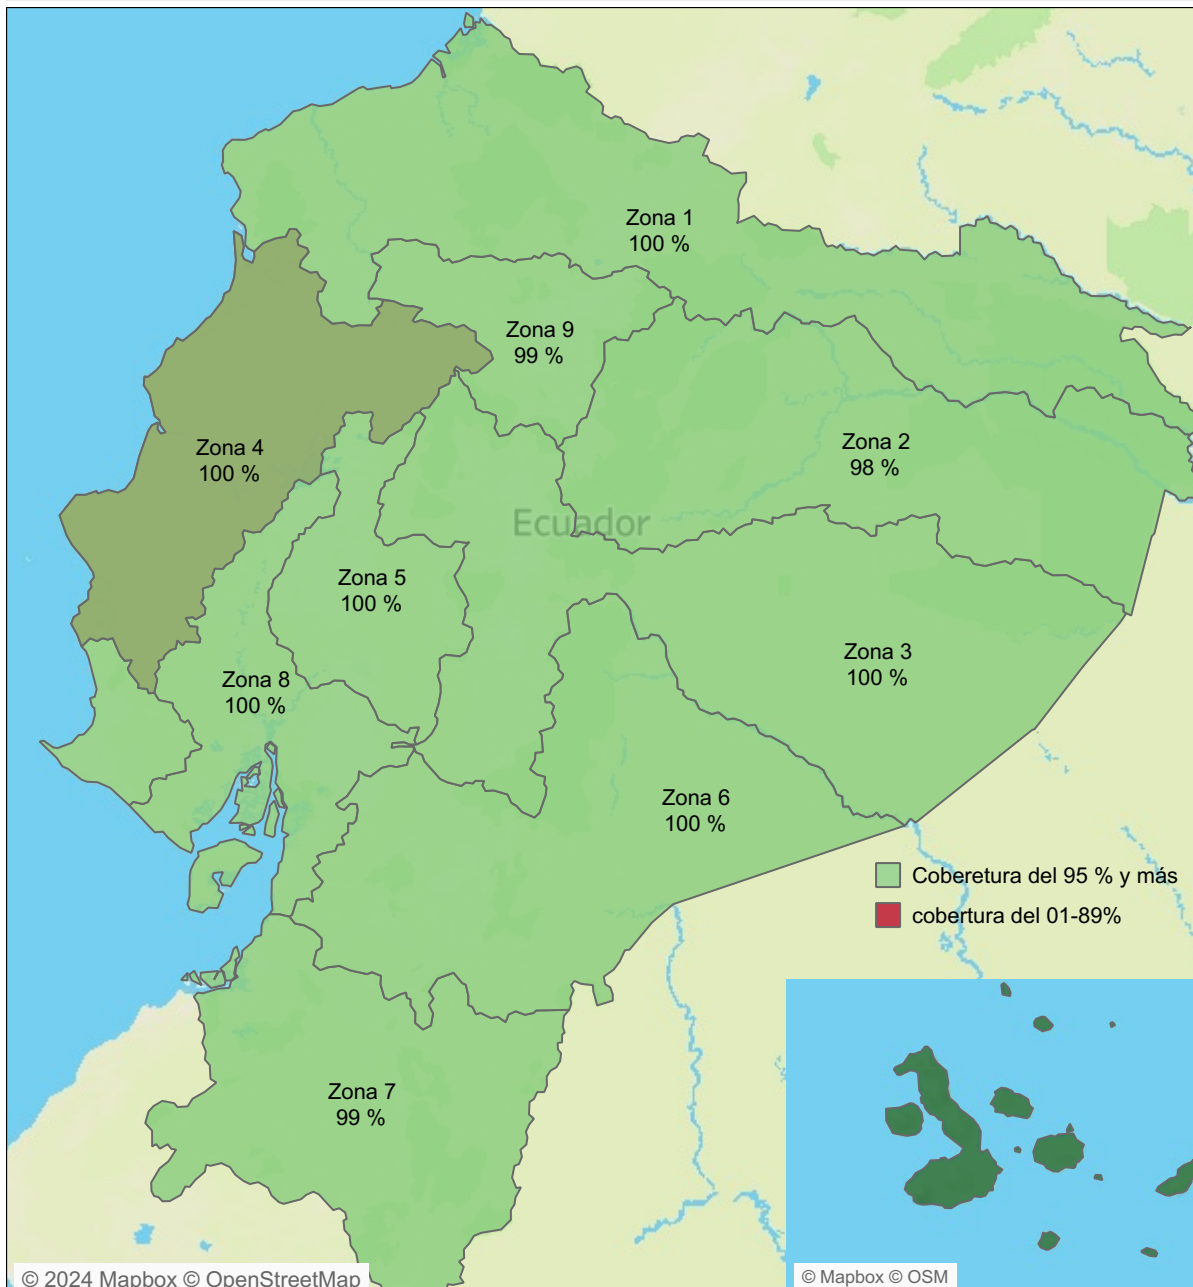 Zona 1
100 %
Zona 9
99 %
Zona 4
100 %
Zona 2
98 %
Ecuador
Zona 5
100 %
Zona 3
100 %
Zona 8
100 %
Zona 6
100 %
Coberetura del 95 % y más
cobertura del 01-89%
Zona 7
99 %
© 2024 Mapbox © OpenStreetMap
© Mapbox © OSM